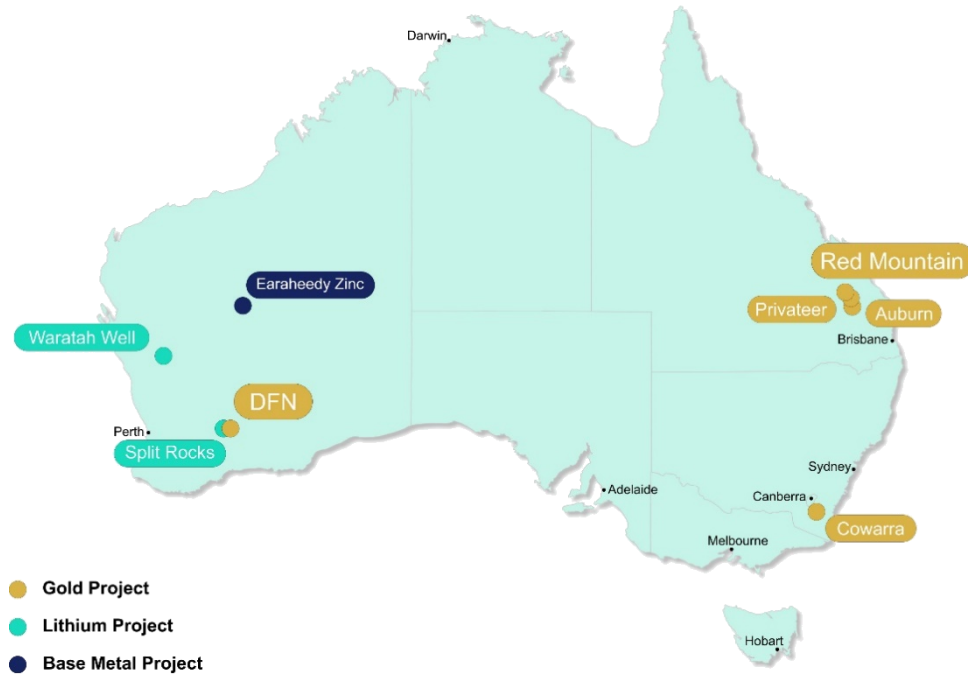 Darwin
Earaheedy Zinc
Red Mountain
Privateer
Auburn
Waratah Well
Brisbane
DFN
Perth
Split Rocks
Sydney
Adelaide
Canberra
Cowarra
Melbourne
Gold Project
Lithium Project
Hobart
Base Metal Project